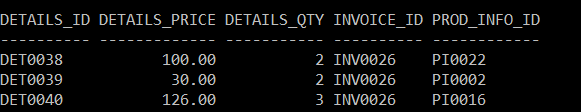 DETAILS_ID DETAILS_PRICE DETAILS_QTY INVOICE_ID PROD_INFO_ID
---------- ------------- ----------- ---------- ------------
DET0038           100.00           2 INV0026    PI0022
DET0039            30.00           2 INV0026    PI0002
DET0040           126.00           3 INV0026    PI0016